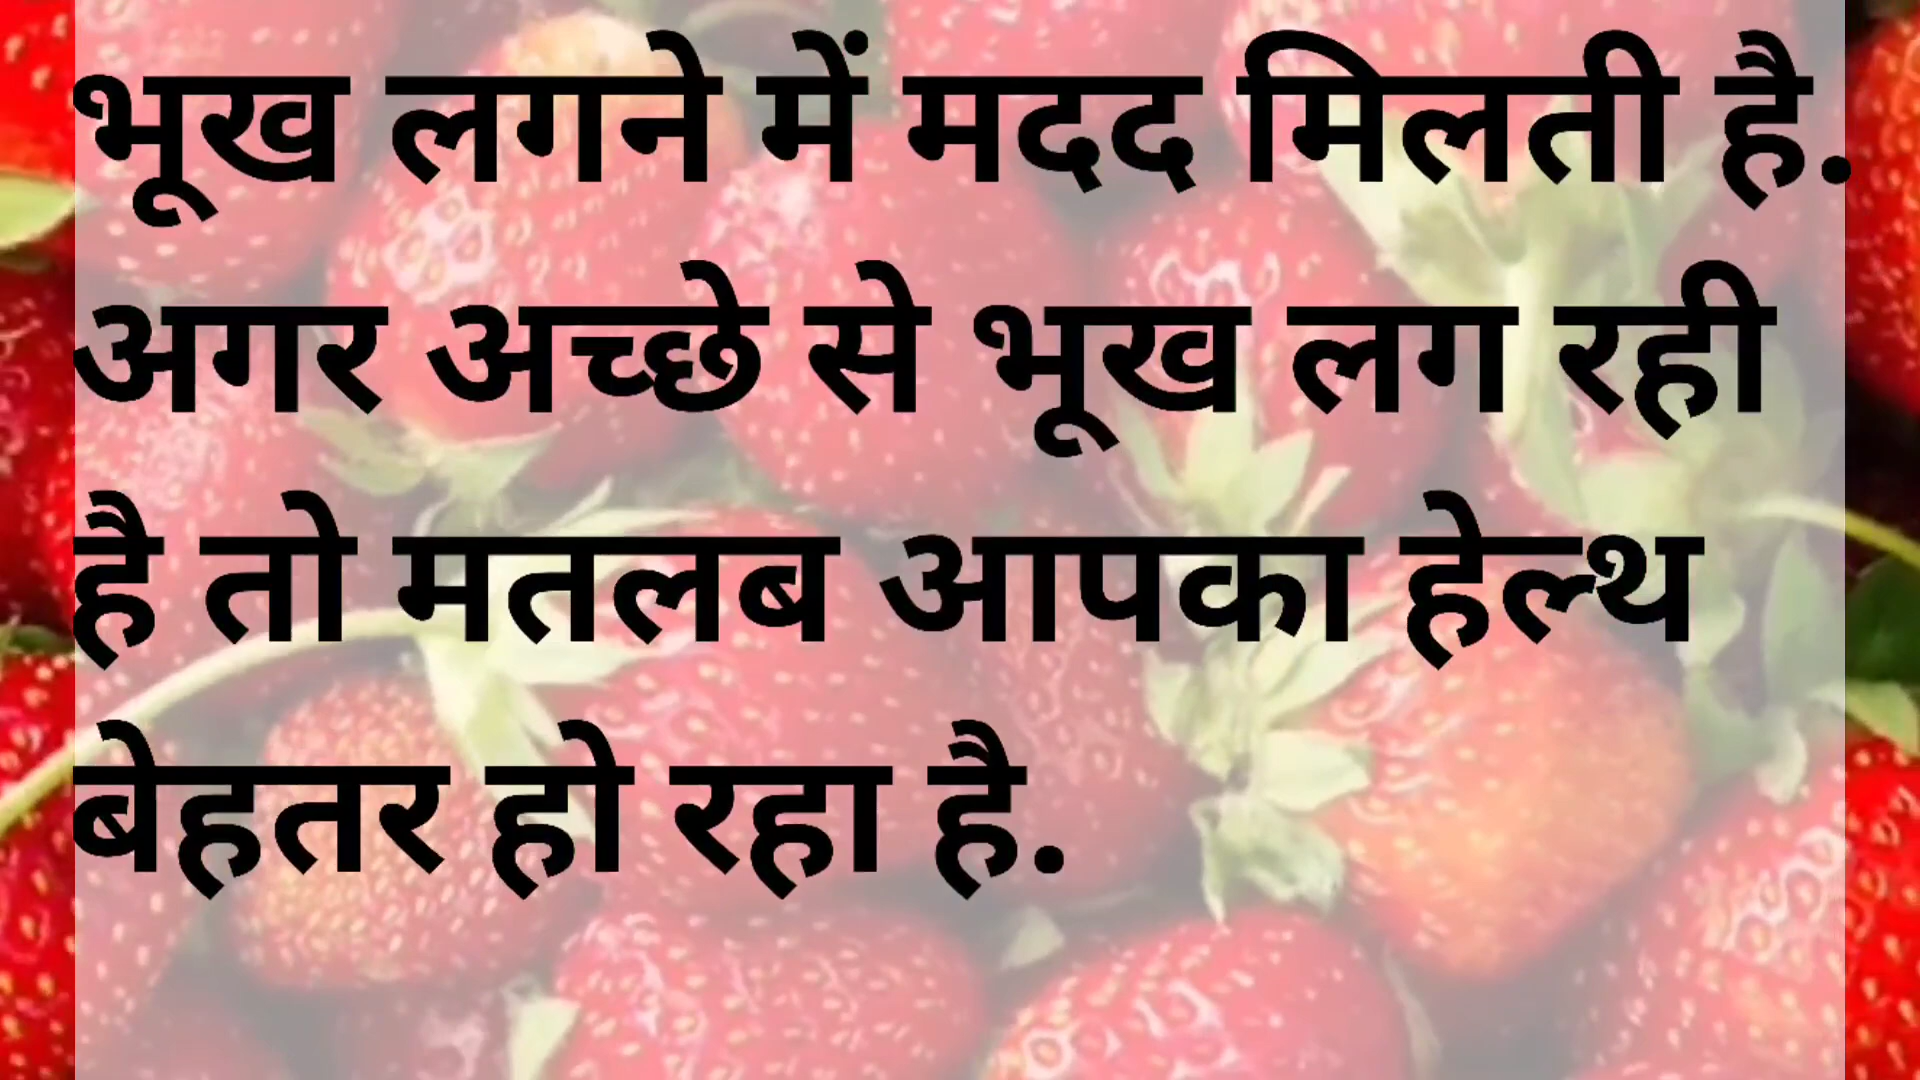 भूख लगने में मदद मिलती है.
अगर अच्छे से भूख लग रही
है तो मतलब आपका हेल्थ
बेहतर हो रहा है.